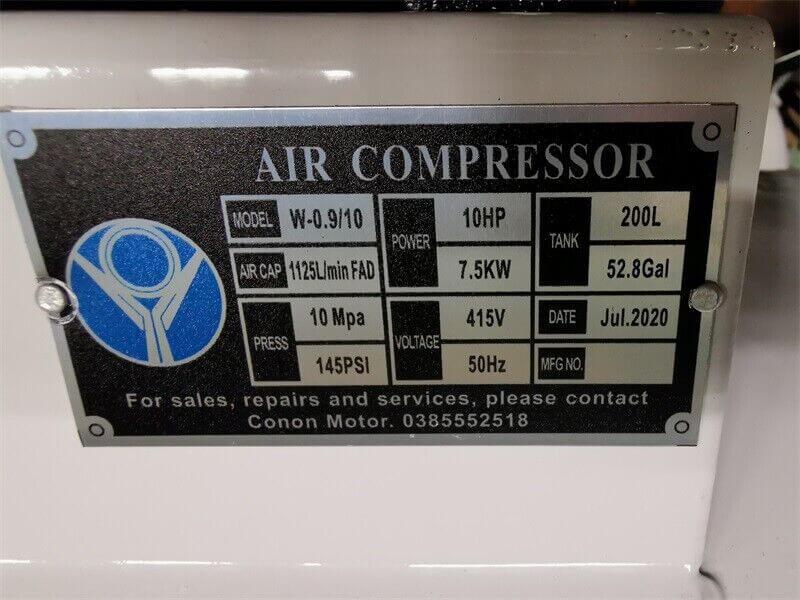 AIR COMPRESSOR
MODEL W-0.9/10 POWER 10HP TANK 200L
AIR CAP 1125L/min FAD 7.5KW 52.8Gal
PRESS 10 Mpa VOLTAGE 415V DATE Jul.2020
145PSI 50Hz MFG NO.
For sales, repairs and services, please contact
Conon Motor. 0385552518